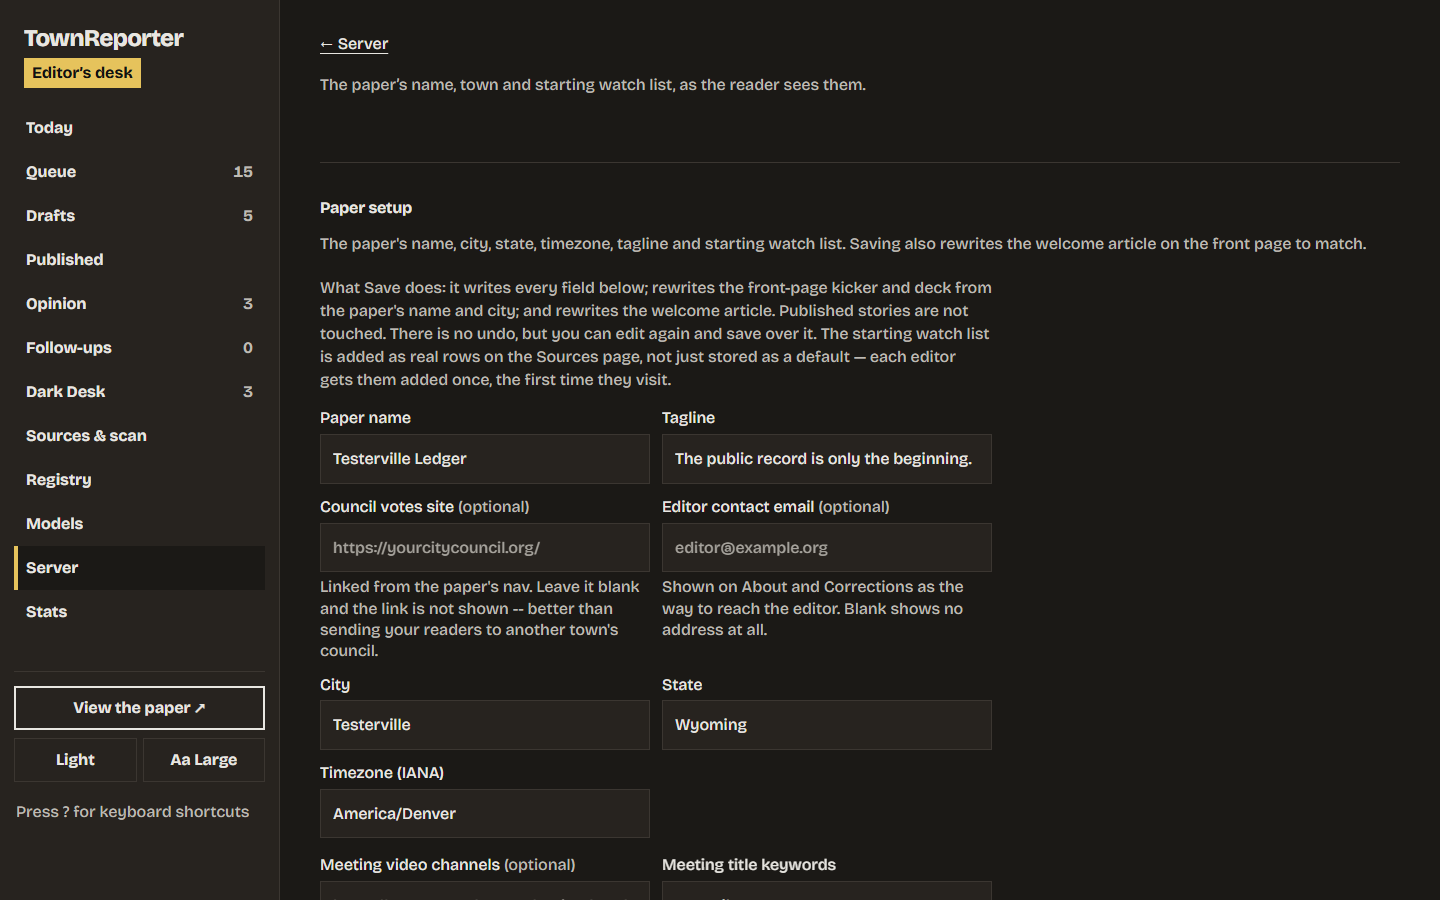 TownReporter
Editor's desk
Today
Queue 15
Drafts 5
Published
Opinion 3
Follow-ups 0
Dark Desk 3
Sources & scan
Registry
Models
Server
Stats
View the paper ↗
Light
Aa Large
Press ? for keyboard shortcuts
← Server
The paper's name, town and starting watch list, as the reader sees them.
Paper setup
The paper's name, city, state, timezone, tagline and starting watch list. Saving also rewrites the welcome article on the front page to match.
What Save does: it writes every field below; rewrites the front-page kicker and deck from
the paper's name and city; and rewrites the welcome article. Published stories are not
touched. There is no undo, but you can edit again and save over it. The starting watch list
is added as real rows on the Sources page, not just stored as a default — each editor
gets them added once, the first time they visit.
Paper name
Testerville Ledger
Tagline
The public record is only the beginning.
Council votes site (optional)
https://yourcitycouncil.org/
Linked from the paper's nav. Leave it blank
and the link is not shown -- better than
sending your readers to another town's
council.
Editor contact email (optional)
editor@example.org
Shown on About and Corrections as the
way to reach the editor. Blank shows no
address at all.
City
Testerville
State
Wyoming
Timezone (IANA)
America/Denver
Meeting video channels (optional)
Meeting title keywords